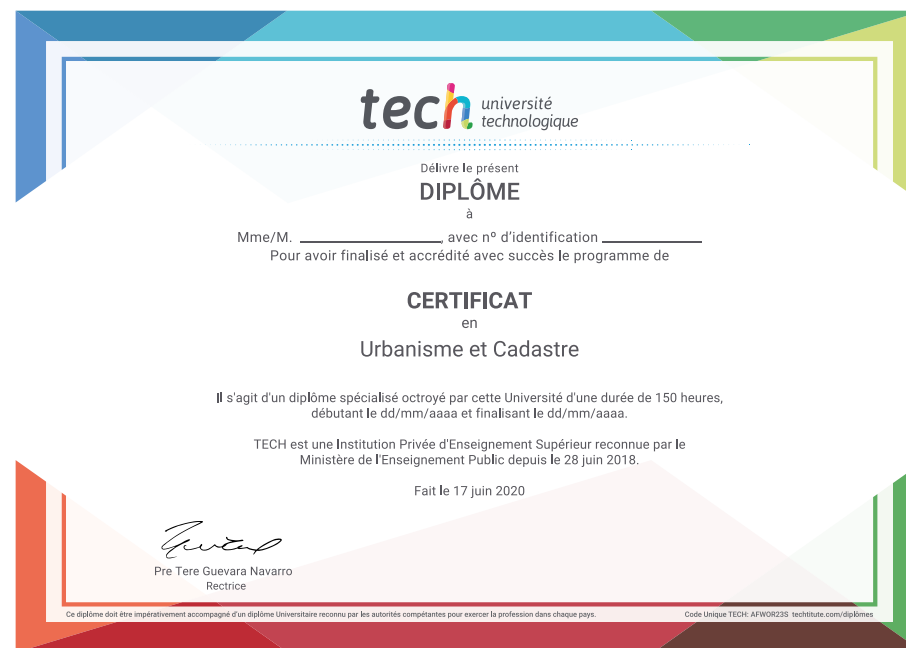 tech université
technologique
Délivre le présent
DIPLÔME
à
Mme/M. ____________________, avec nº d'identification ______________
Pour avoir finalisé et accrédité avec succès le programme de
CERTIFICAT
en
Urbanisme et Cadastre
Il s'agit d'un diplôme spécialisé octroyé par cette Université d'une durée de 150 heures,
débutant le dd/mm/aaaa et finalisant le dd/mm/aaaa.
TECH est une Institution Privée d'Enseignement Supérieur reconnue par le
Ministère de l'Enseignement Public depuis le 28 juin 2018.
Fait le 17 juin 2020
Pre Tere Guevara Navarro
Rectrice
Ce diplôme doit être impérativement accompagné d'un diplôme Universitaire reconnu par les autorités compétantes pour exercer la profession dans chaque pays. Code Unique TECH: AFWOR23S techtitute.com/diplômes